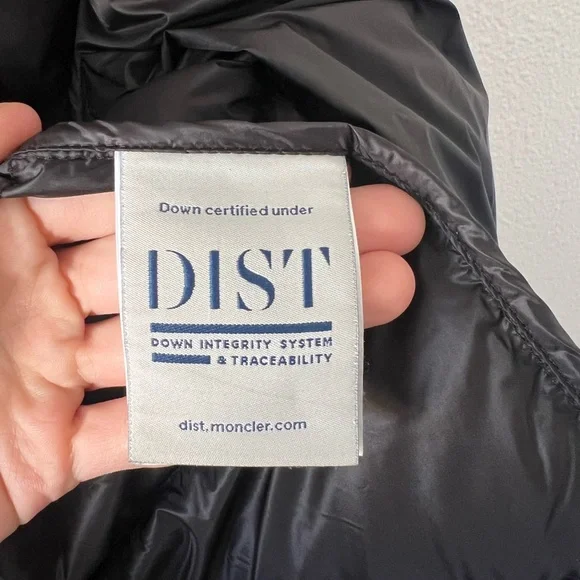 Down certified under
DIST
DOWN INTEGRITY SYSTEM
& TRACEABILITY
dist.moncler.com